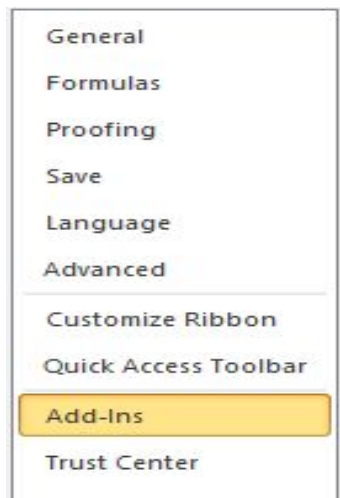 General
Formulas
Proofing
Save
Language
Advanced
Customize Ribbon
Quick Access Toolbar
Add-Ins
Trust Center